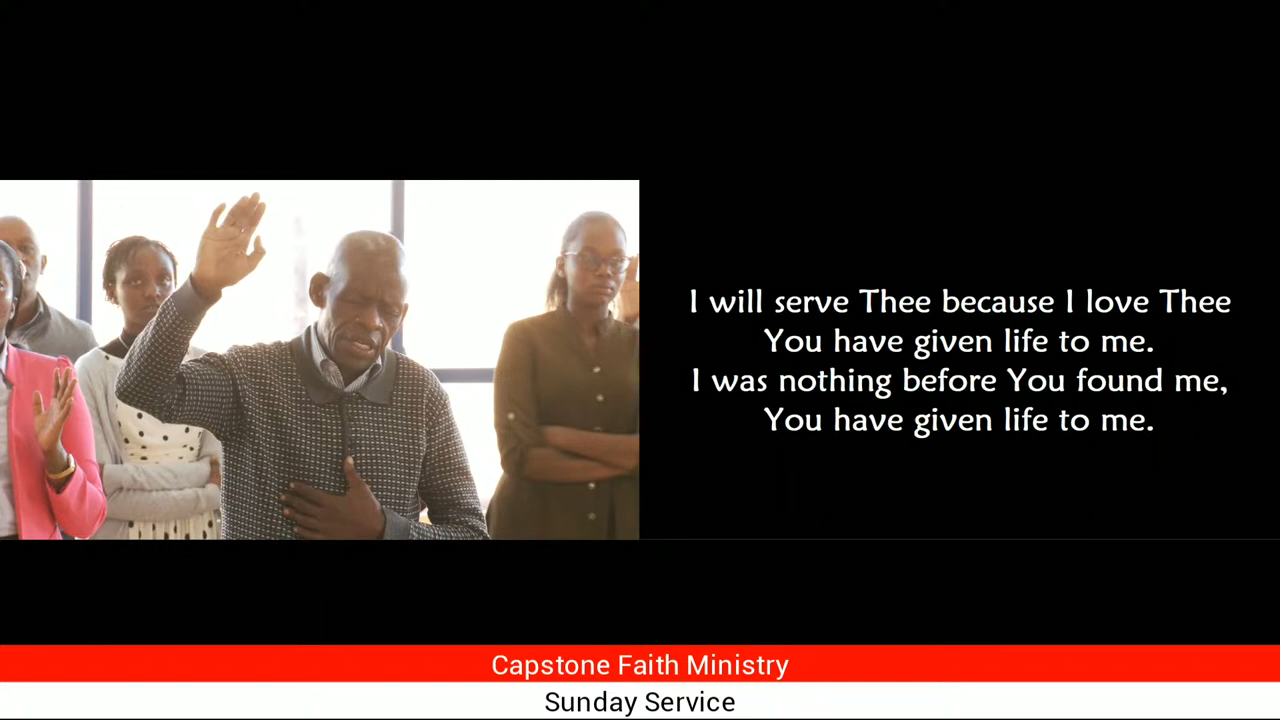 I will serve Thee because I love Thee
You have given life to me.
I was nothing before You found me,
You have given life to me.
Capstone Faith Ministry
Sunday Service